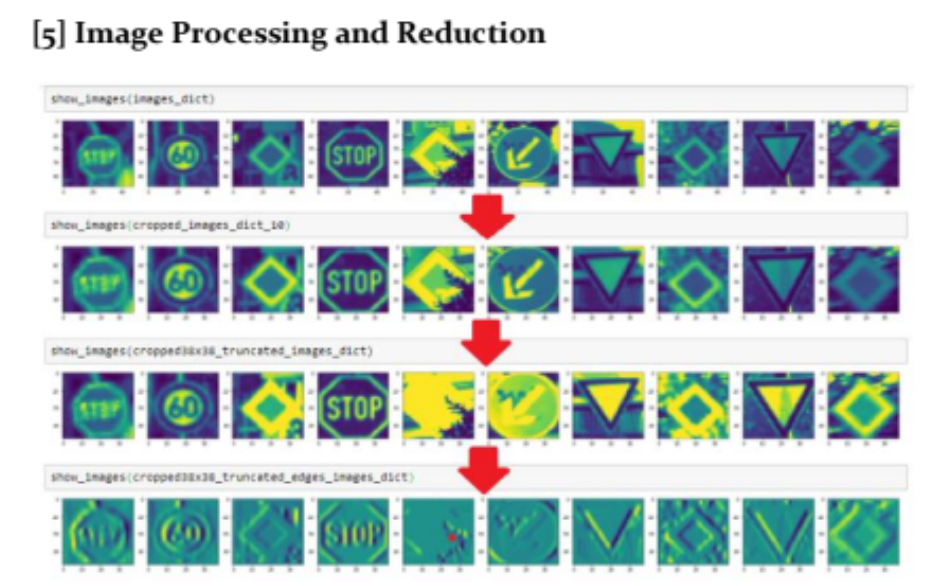 [5] Image Processing and Reduction
show_images(images_dict)
STOP 60 STOP
show_images(cropped_images_dict_10)
STOP 60 STOP
show_images(cropped38x38_truncated_images_dict)
STOP 60 STOP
show_images(cropped38x38_truncated_edges_images_dict)
60 STOP